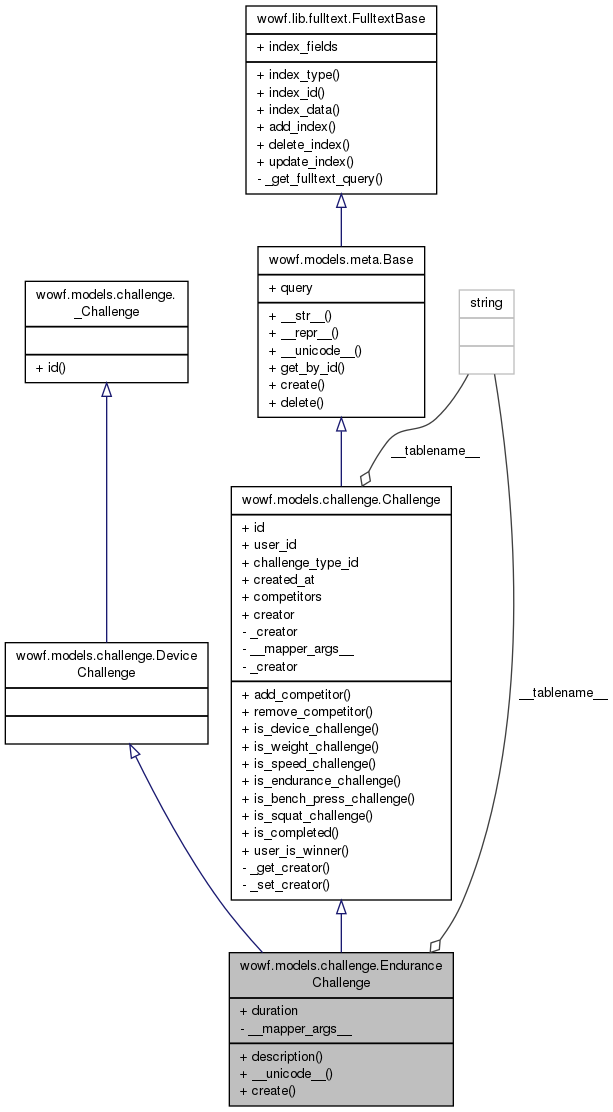 wowf.lib.fulltext.FulltextBase
+ index_fields
+ index_type()
+ index_id()
+ index_data()
+ add_index()
+ delete_index()
+ update_index()
- _get_fulltext_query()
wowf.models.meta.Base
+ query
+ __str__()
+ __repr__()
+ __unicode__()
+ get_by_id()
+ create()
+ delete()
wowf.models.challenge.
_Challenge
+ id()
string
__tablename__
wowf.models.challenge.Challenge
+ id
+ user_id
+ challenge_type_id
+ created_at
+ competitors
+ creator
- _creator
- __mapper_args__
- _creator
+ add_competitor()
+ remove_competitor()
+ is_device_challenge()
+ is_weight_challenge()
+ is_speed_challenge()
+ is_endurance_challenge()
+ is_bench_press_challenge()
+ is_squat_challenge()
+ is_completed()
+ user_is_winner()
- _get_creator()
- _set_creator()
wowf.models.challenge.Device
Challenge
__tablename__
wowf.models.challenge.Endurance
Challenge
+ duration
- __mapper_args__
+ description()
+ __unicode__()
+ create()